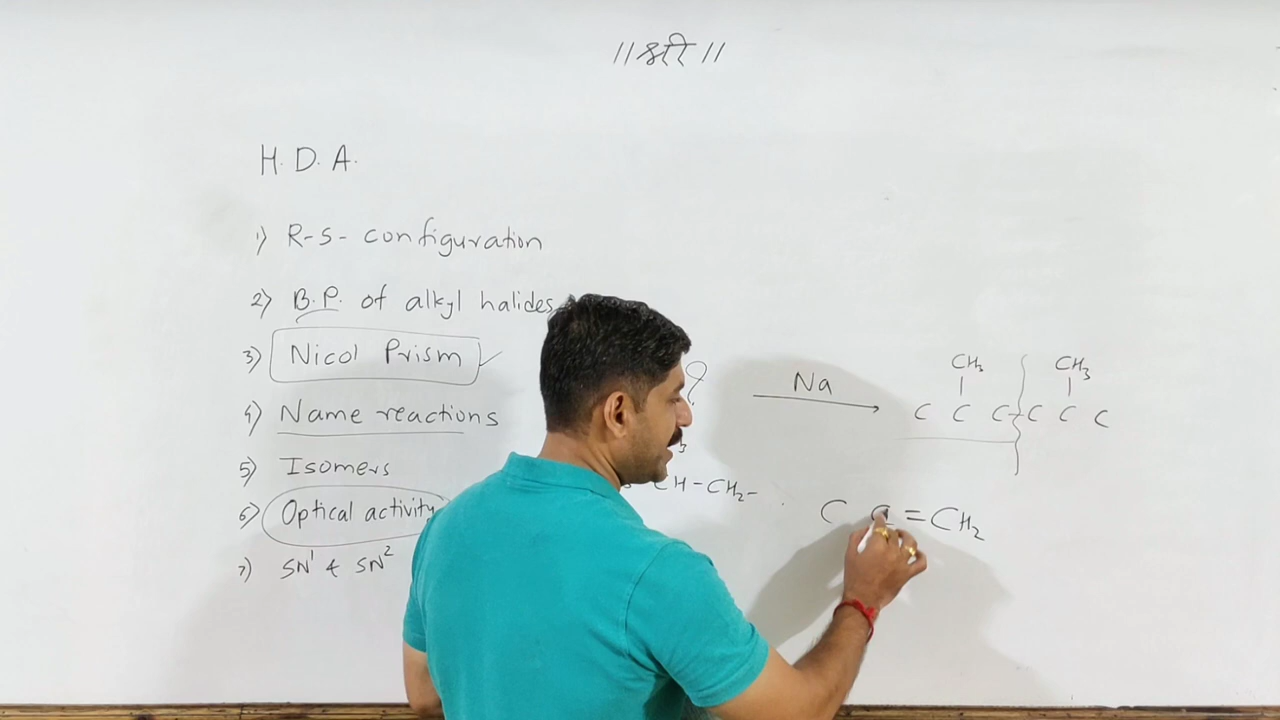 ॥ श्री ॥
H. D. A.
1) R-S- configuration
2) B.P. of alkyl halides
3) Nicol Prism
4) Name reactions
5) Isomers
6) Optical activity
7) SN¹ & SN²
?
Na
CH₃ CH₃
C C C C C C
CH-CH₂-
C C = CH₂